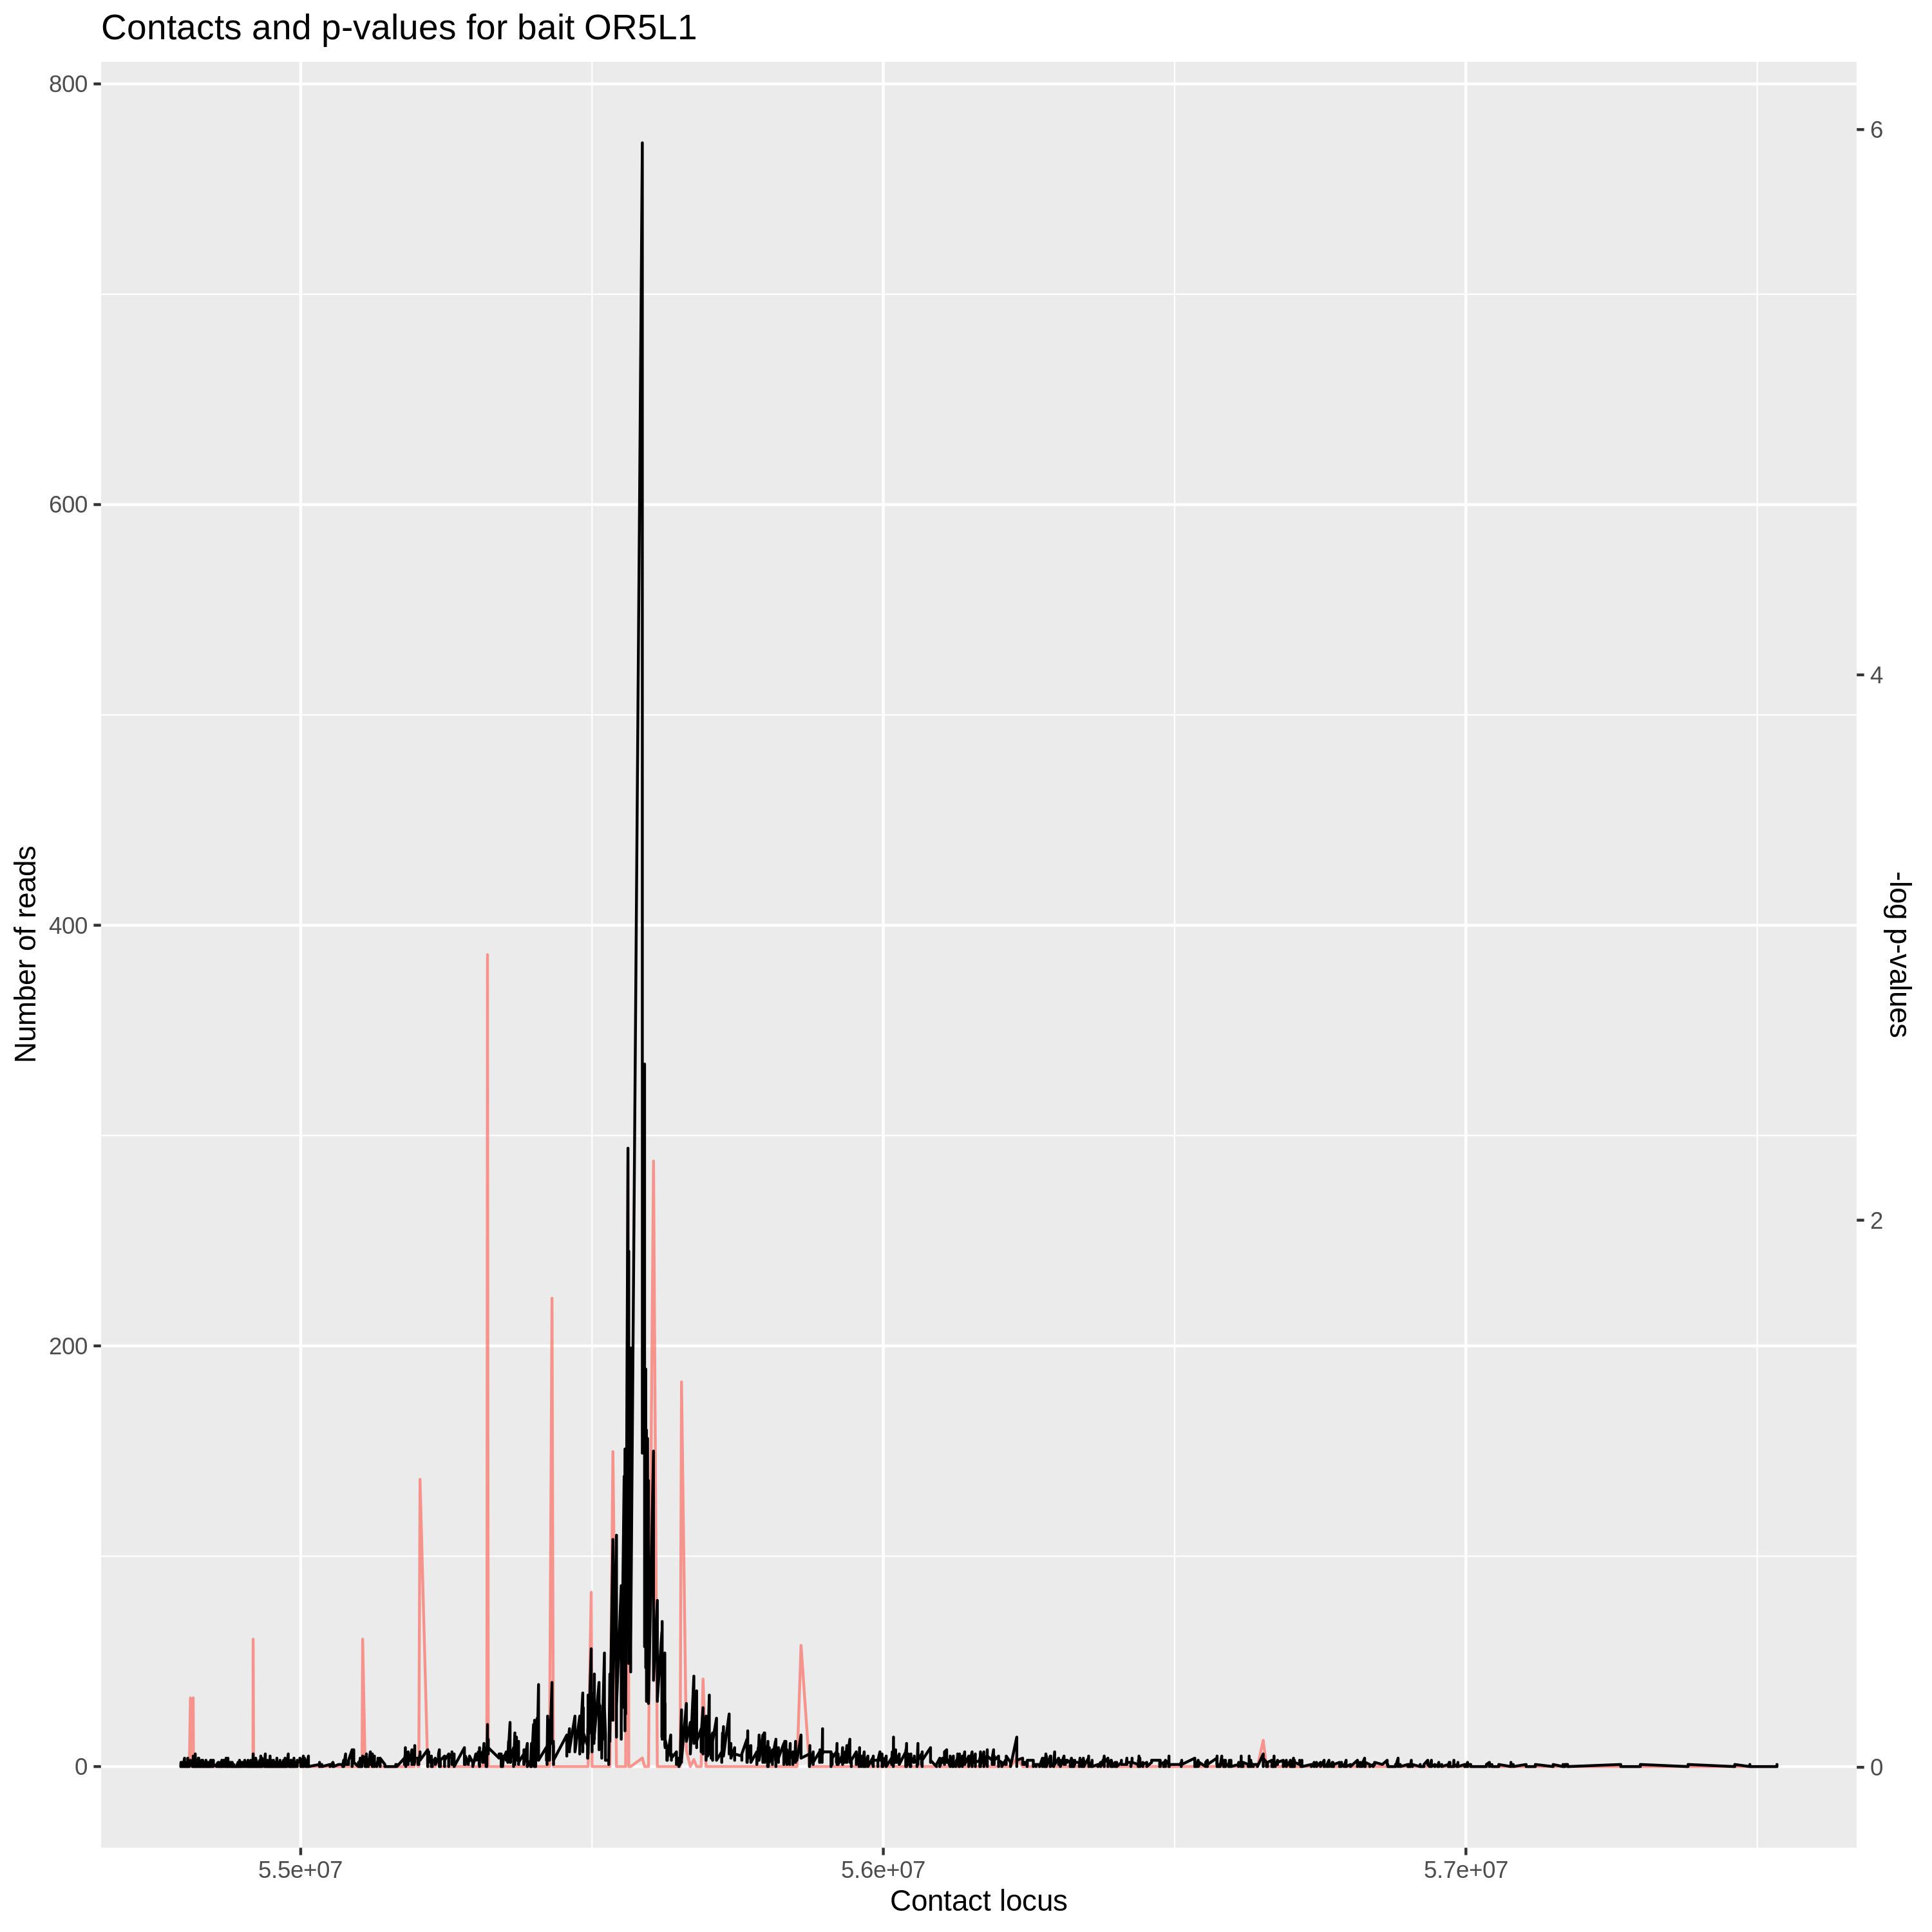 Contacts and p-values for bait OR5L1
800
600
400
200
0
Number of reads
6
4
2
0
-log p-values
5.5e+07
5.6e+07
5.7e+07
Contact locus